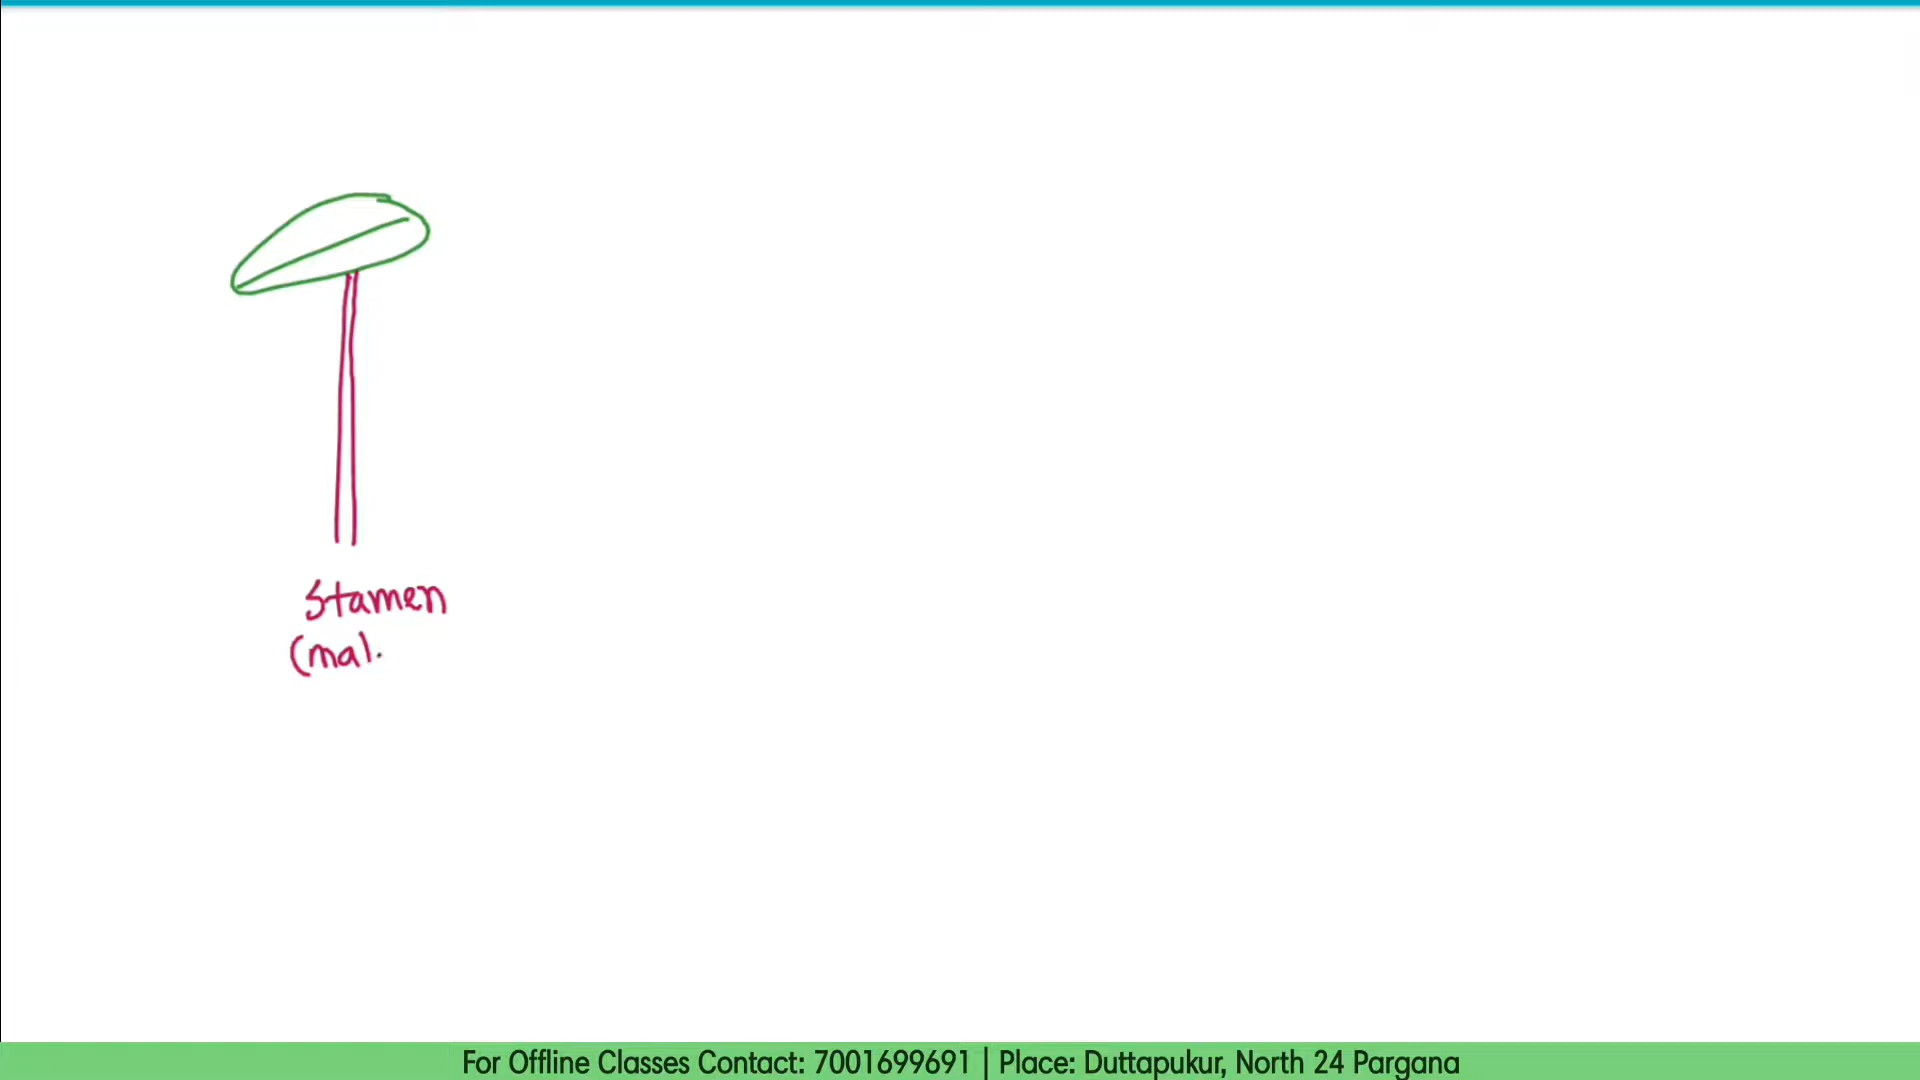 Stamen
(mal.
For Offline Classes Contact: 7001699691 | Place: Duttapukur, North 24 Pargana